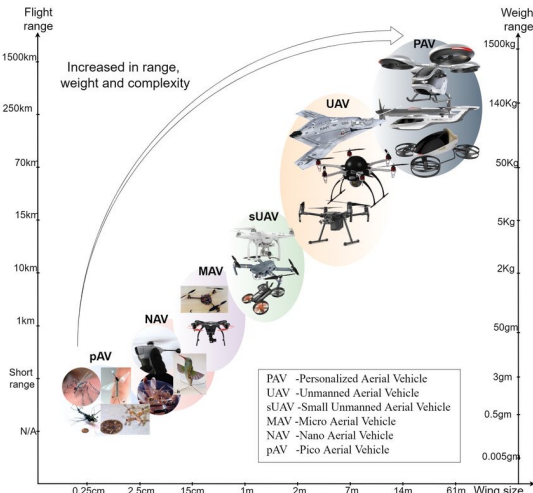 Flight
range
Weight
range
1500km
250km
70km
15km
10km
1km
Short
range
N/A
Increased in range,
weight and complexity
PAV
UAV
sUAV
MAV
NAV
pAV
1500kg
140Kg
50Kg
5Kg
2Kg
50gm
3gm
0.5gm
0.005gm
PAV -Personalized Aerial Vehicle
UAV -Unmanned Aerial Vehicle
sUAV -Small Unmanned Aerial Vehicle
MAV -Micro Aerial Vehicle
NAV -Nano Aerial Vehicle
pAV -Pico Aerial Vehicle
0.25cm 2.5cm 15cm 1m 2m 7m 14m 61m Wing size